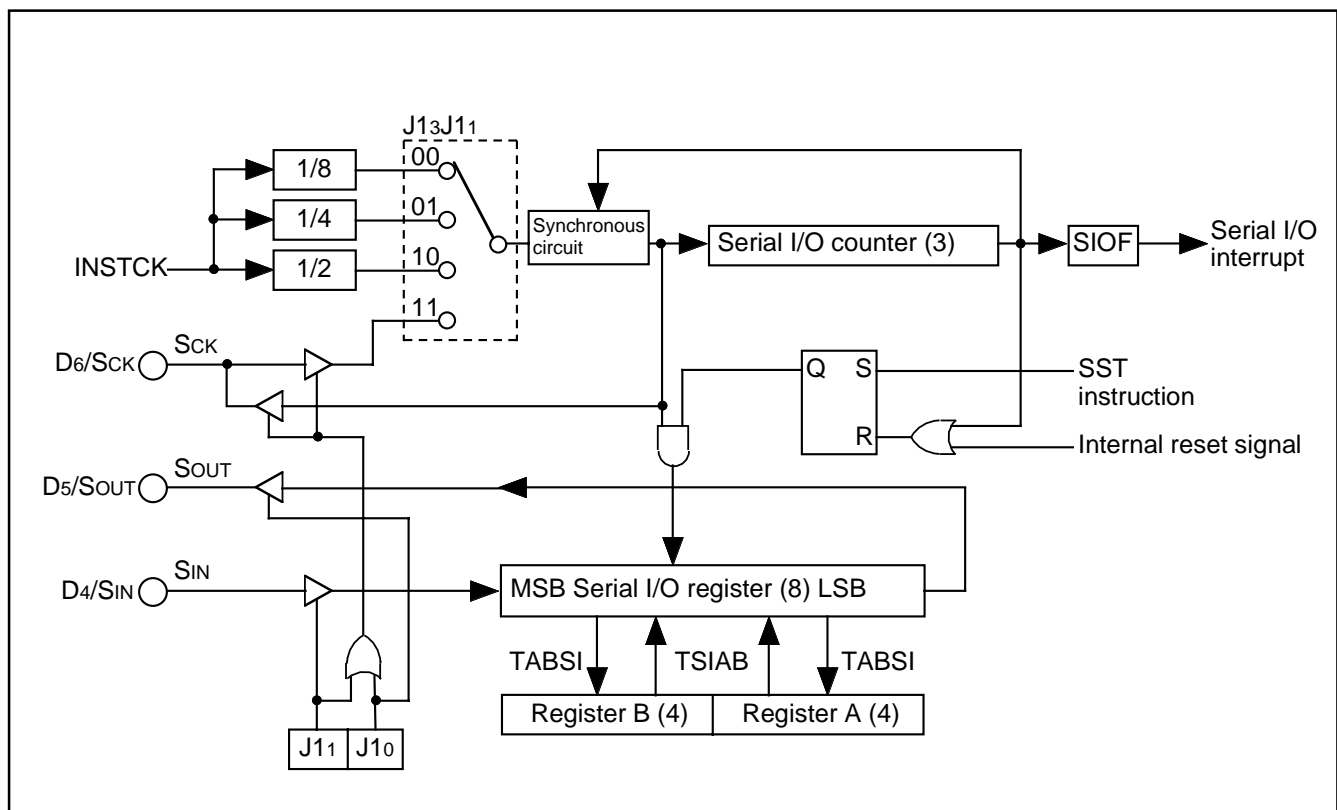 J13J11
00
1/8
01
1/4
10
1/2
11
INSTCK
Synchronous
circuit
Serial I/O counter (3)
SIOF
Serial I/O
interrupt
D6/SCK
SCK
Q
S
R
SST
instruction
Internal reset signal
D5/SOUT
SOUT
D4/SIN
SIN
MSB Serial I/O register (8) LSB
TABSI
TSIAB
TABSI
Register B (4)
Register A (4)
J11
J10